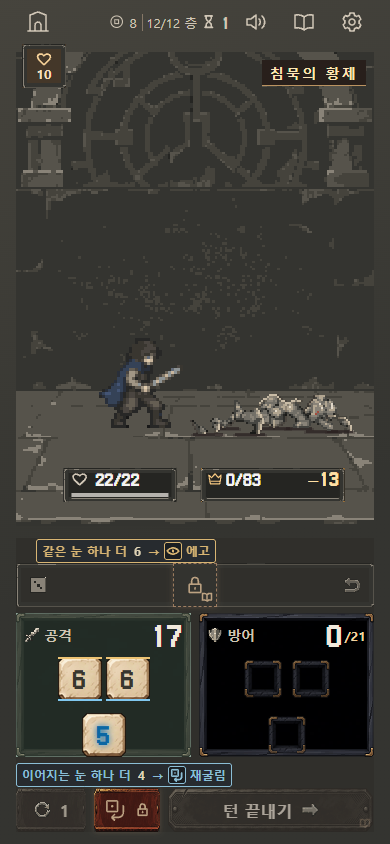 8 12/12 층 1
10
침묵의 황제
22/22
0/83 –13
같은 눈 하나 더 6 → 에고
공격 17
방어 0/21
6 6
5
이어지는 눈 하나 더 4 → 재굴림
1
턴 끝내기 ➡